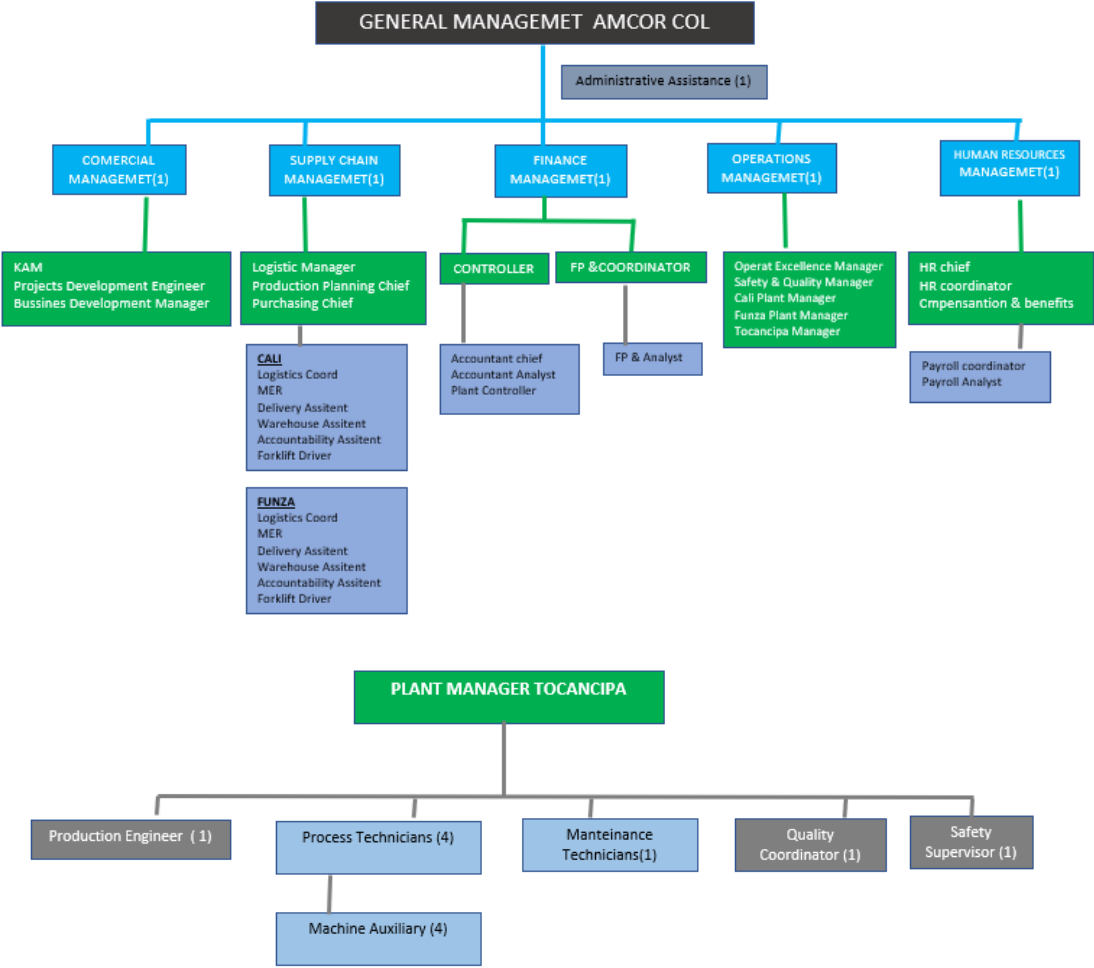 GENERAL MANAGEMET AMCOR COL
Administrative Assistance (1)
COMERCIAL
MANAGEMET(1)
SUPPLY CHAIN
MANAGEMET(1)
FINANCE
MANAGEMET(1)
OPERATIONS
MANAGEMET(1)
HUMAN RESOURCES
MANAGEMET(1)
KAM
Projects Development Engineer
Bussines Development Manager
Logistic Manager
Production Planning Chief
Purchasing Chief
CONTROLLER
FP &COORDINATOR
Operat Excellence Manager
Safety & Quality Manager
Cali Plant Manager
Funza Plant Manager
Tocancipa Manager
HR chief
HR coordinator
Cmpensantion & benefits
CALI
Logistics Coord
MER
Delivery Assitent
Warehouse Assitent
Accountability Assitent
Forklift Driver
Accountant chief
Accountant Analyst
Plant Controller
FP & Analyst
Payroll coordinator
Payroll Analyst
FUNZA
Logistics Coord
MER
Delivery Assitent
Warehouse Assitent
Accountability Assitent
Forklift Driver
PLANT MANAGER TOCANCIPA
Production Engineer ( 1)
Process Technicians (4)
Manteinance
Technicians(1)
Quality
Coordinator (1)
Safety
Supervisor (1)
Machine Auxiliary (4)